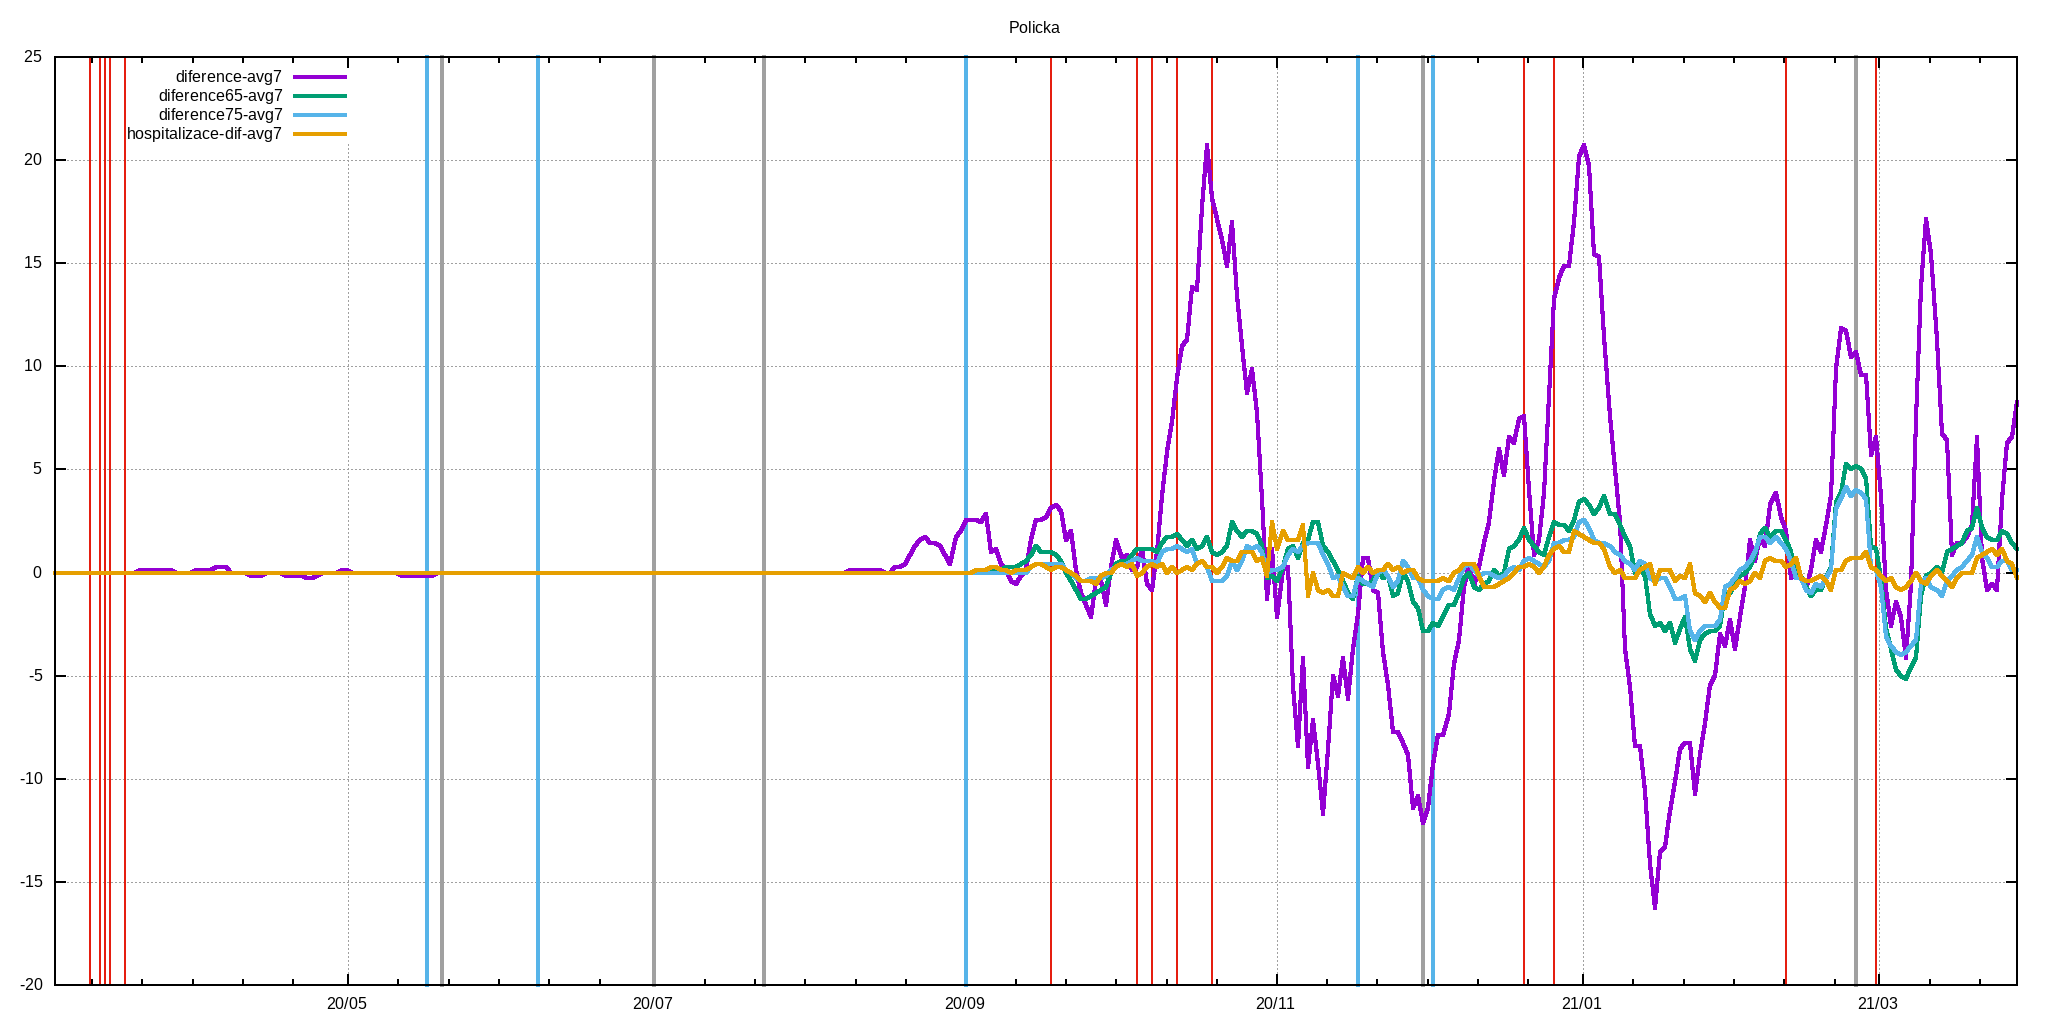 Policka
25
diference-avg7
diference65-avg7
diference75-avg7
hospitalizace-dif-avg7
20
15
10
5
0
-5
-10
-15
-20
20/05 20/07 20/09 20/11 21/01 21/03